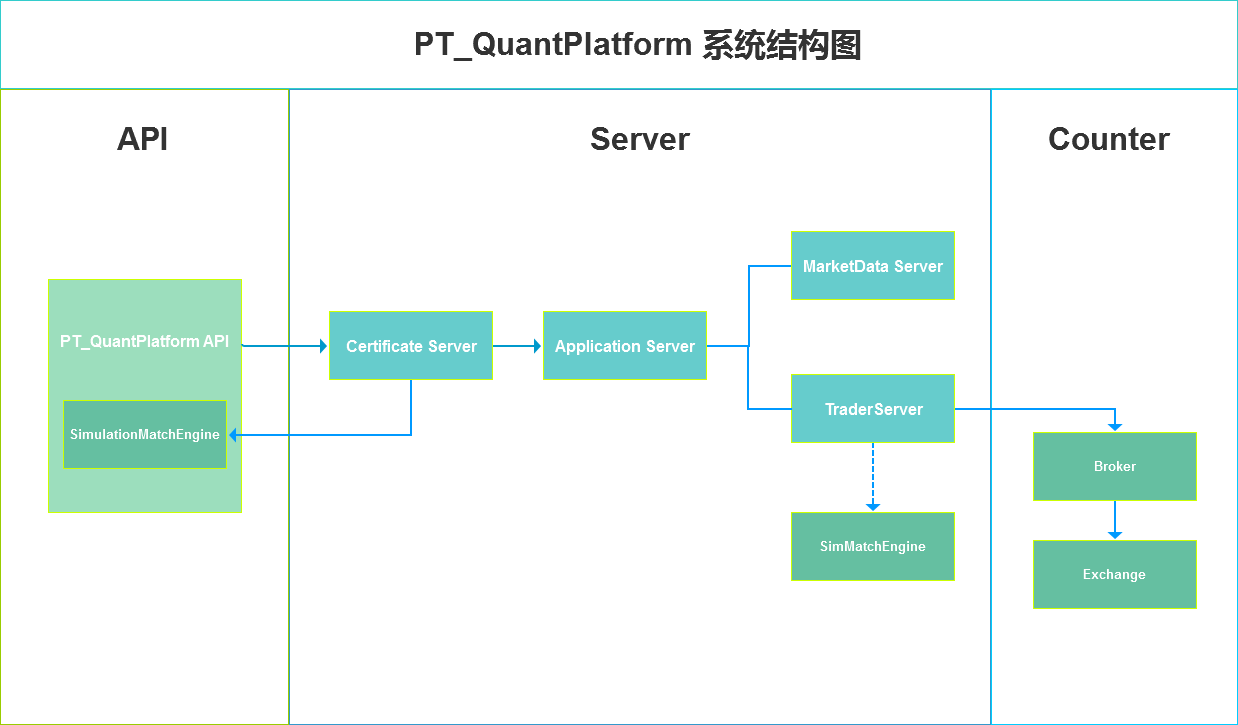 PT_QuantPlatform 系统结构图
API
Server
Counter
PT_QuantPlatform API
SimulationMatchEngine
Certificate Server
Application Server
MarketData Server
TraderServer
SimMatchEngine
Broker
Exchange